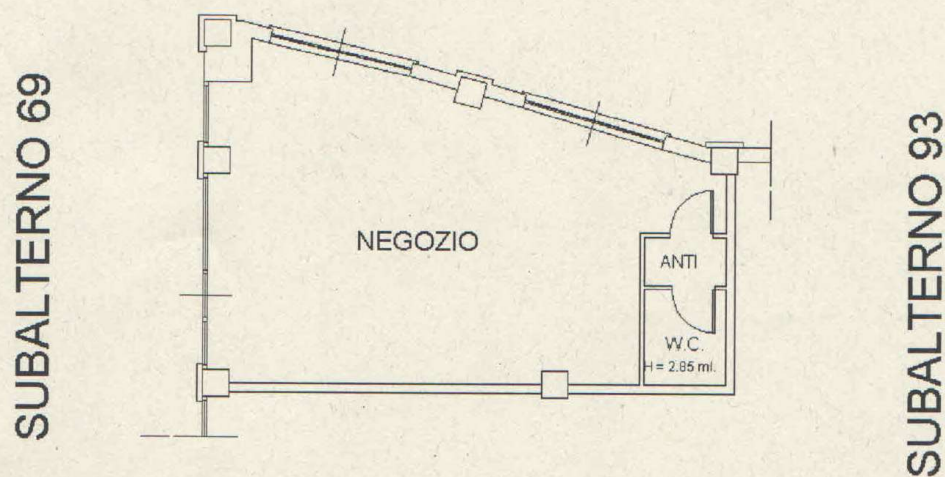 SUBALTERNO 69
NEGOZIO
ANTI
W.C.
H = 2.85 ml.
SUBALTERNO 93